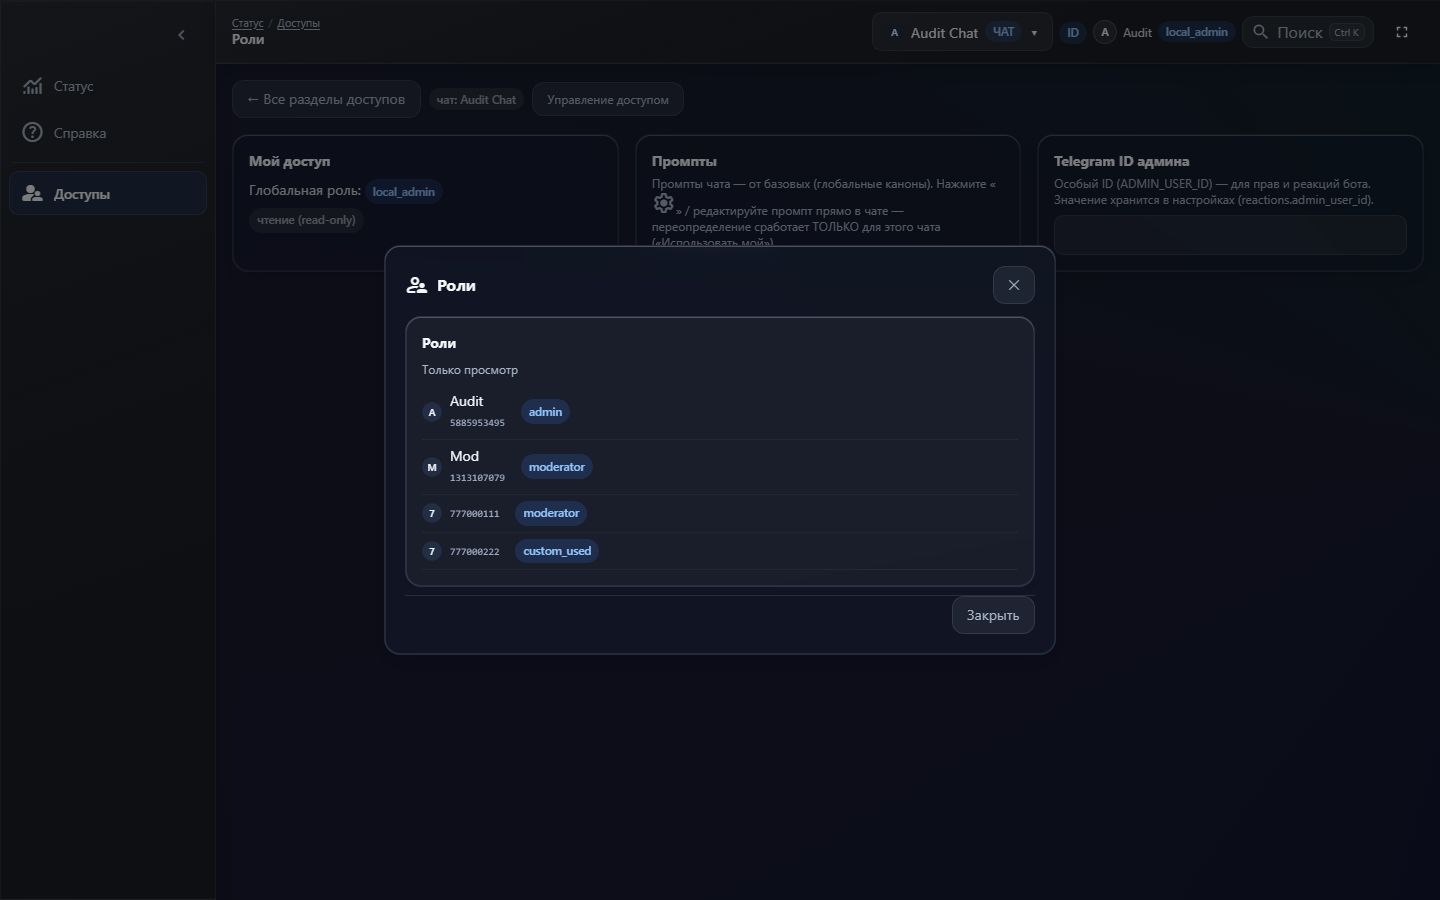 Статус / Доступы
Роли
A Audit Chat ЧАТ ▾
ID
A Audit local_admin
Поиск Ctrl K
Статус
Справка
Доступы
← Все разделы доступов
чат: Audit Chat
Управление доступом
Мой доступ
Глобальная роль: local_admin
чтение (read-only)
Промпты
Промпты чата — от базовых (глобальные каноны). Нажмите «
» / редактируйте промпт прямо в чате —
переопределение сработает ТОЛЬКО для этого чата
(«Использовать мой»)
Telegram ID админа
Особый ID (ADMIN_USER_ID) — для прав и реакций бота.
Значение хранится в настройках (reactions.admin_user_id).
Роли
Роли
Только просмотр
A Audit
5885953495
admin
M Mod
1313107079
moderator
7 777000111 moderator
7 777000222 custom_used
Закрыть